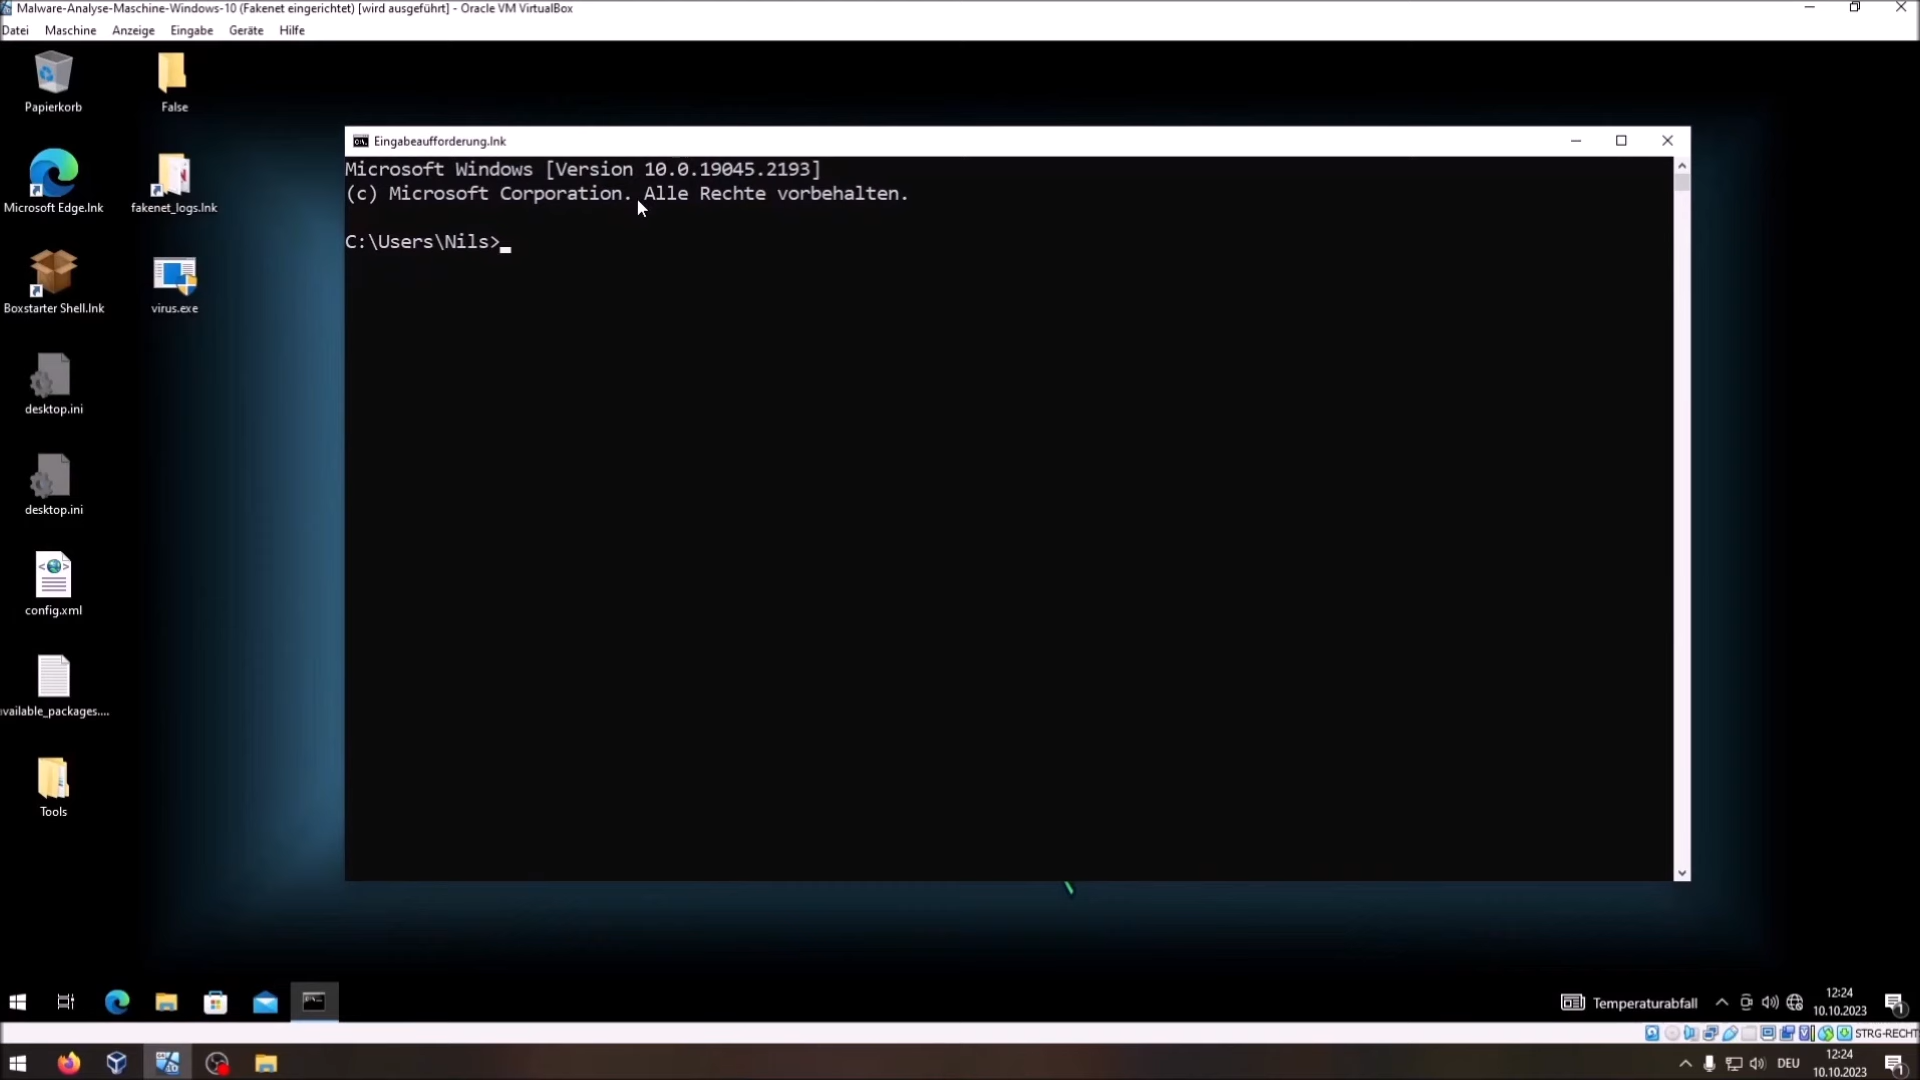 Malware-Analyse-Maschine-Windows-10 (Fakenet eingerichtet) [wird ausgeführt] - Oracle VM VirtualBox
Datei Maschine Anzeige Eingabe Geräte Hilfe
Papierkorb
False
Microsoft Edge.lnk
fakenet_logs.lnk
Boxstarter Shell.lnk
virus.exe
desktop.ini
desktop.ini
config.xml
vailable_packages....
Tools
Eingabeaufforderung.lnk
Microsoft Windows [Version 10.0.19045.2193]
(c) Microsoft Corporation. Alle Rechte vorbehalten.
C:\Users\Nils>
Temperaturabfall
12:24
10.10.2023
1
STRG-RECHT
DEU
12:24
10.10.2023
1